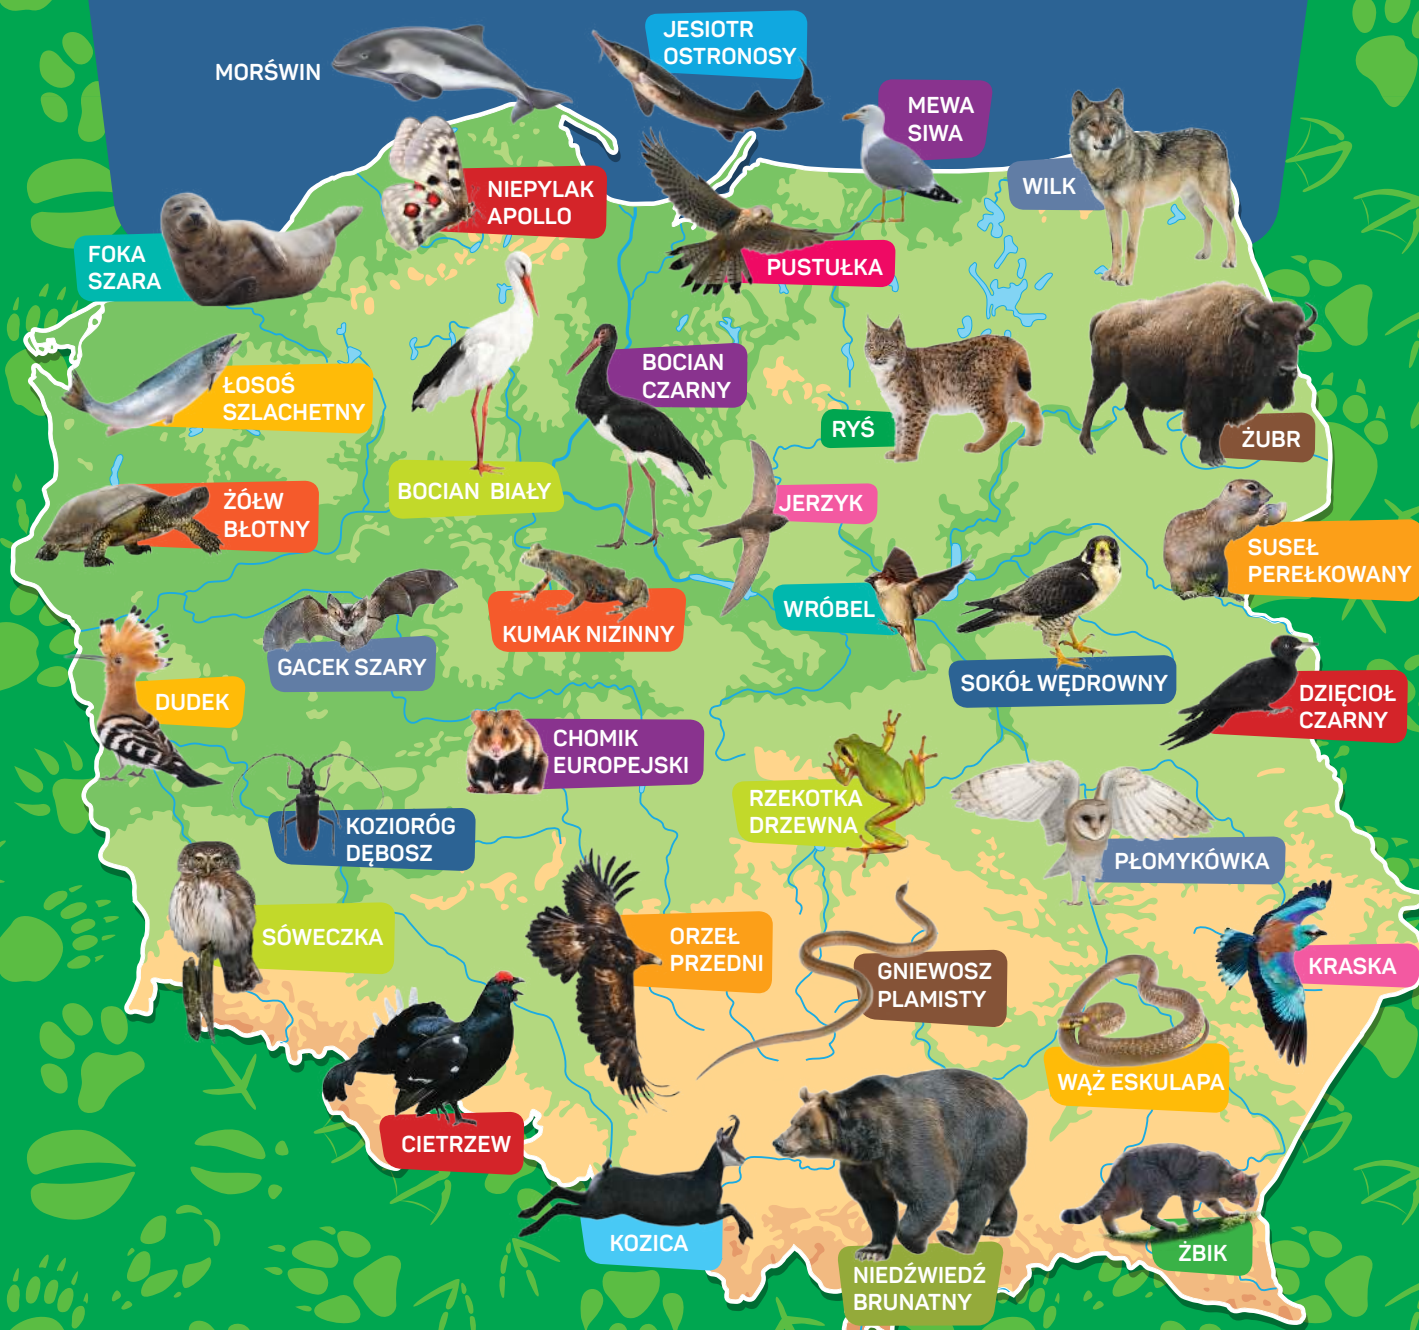 MORŚWIN
JESIOTR
OSTRONOSY
MEWA
SIWA
WILK
NIEPYLAK
APOLLO
FOKA
SZARA
PUSTUŁKA
BOCIAN
CZARNY
ŁOSOŚ
SZLACHETNY
RYŚ
ŻUBR
BOCIAN BIAŁY
JERZYK
ŻÓŁW
BŁOTNY
SUSEŁ
PEREŁKOWANY
WRÓBEL
KUMAK NIZINNY
GACEK SZARY
SOKÓŁ WĘDROWNY
DUDEK
DZIĘCIOŁ
CZARNY
CHOMIK
EUROPEJSKI
RZEKOTKA
DRZEWNA
KOZIORÓG
DĘBOSZ
PŁOMYKÓWKA
SÓWECZKA
ORZEŁ
PRZEDNI
KRASKA
GNIEWOSZ
PLAMISTY
WĄŻ ESKULAPA
CIETRZEW
KOZICA
ŻBIK
NIEDŹWIEDŹ
BRUNATNY